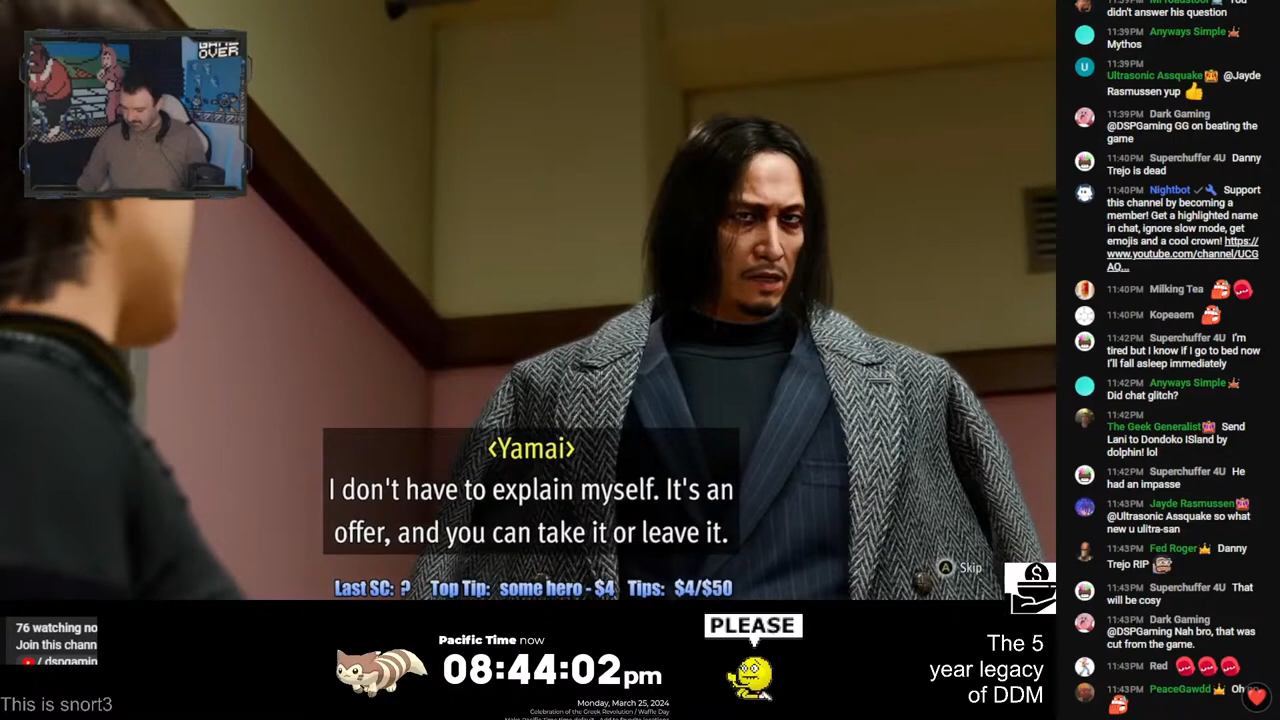 GAME
OVER
<Yamai>
I don't have to explain myself. It's an
offer, and you can take it or leave it.
A Skip
Last SC: ? Top Tip: some hero - $4 Tips: $4/$50
76 watching no
Join this chann
/ dspgamin
This is snort3
Pacific Time now
08:44:02pm
Monday, March 25, 2024
Celebration of the Greek Revolution / Waffle Day
PLEASE
The 5
year legacy
of DDM
didn't answer his question
11:39PM Anyways Simple
Mythos
11:39PM
Ultrasonic Assquake @Jayde
Rasmussen yup
11:39PM Dark Gaming
@DSPGaming GG on beating the
game
11:40PM Superchuffer 4U Danny
Trejo is dead
11:40PM Nightbot Support
this channel by becoming a
member! Get a highlighted name
in chat, ignore slow mode, get
emojis and a cool crown! https://
www.youtube.com/channel/UCG
AQ...
11:40PM Milking Tea
11:40PM Kopeaem
11:42PM Superchuffer 4U I'm
tired but I know if I go to bed now
I'll fall asleep immediately
11:42PM Anyways Simple
Did chat glitch?
11:42PM
The Geek Generalist Send
Lani to Dondoko ISland by
dolphin! lol
11:42PM Superchuffer 4U He
had an impasse
11:43PM Jayde Rasmussen
@Ultrasonic Assquake so what
new u ulitra-san
11:43PM Fed Roger Danny
Trejo RIP
11:43PM Superchuffer 4U That
will be cosy
11:43PM Dark Gaming
@DSPGaming Nah bro, that was
cut from the game.
11:43PM Red
11:43PM PeaceGawdd Oh